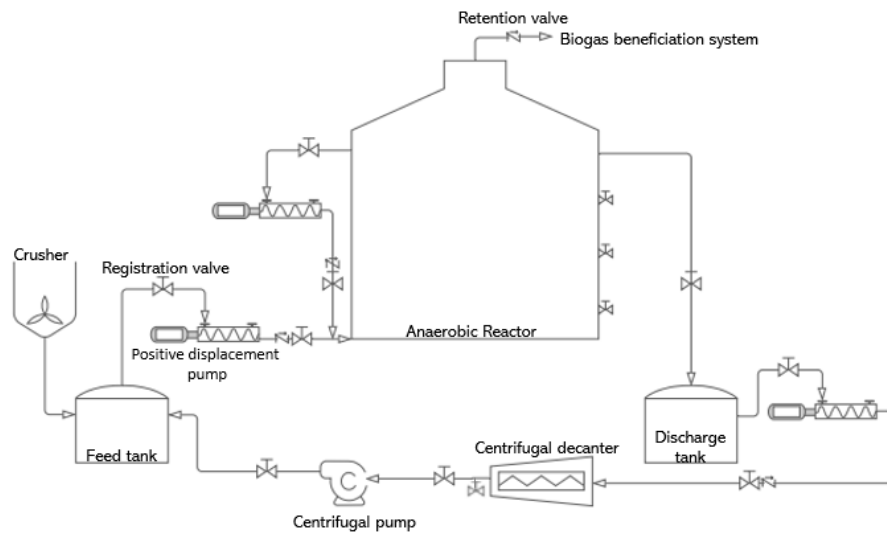 Retention valve
Biogas beneficiation system
Crusher
Registration valve
Anaerobic Reactor
Positive displacement
pump
Feed tank
Centrifugal decanter
Discharge
tank
C
Centrifugal pump